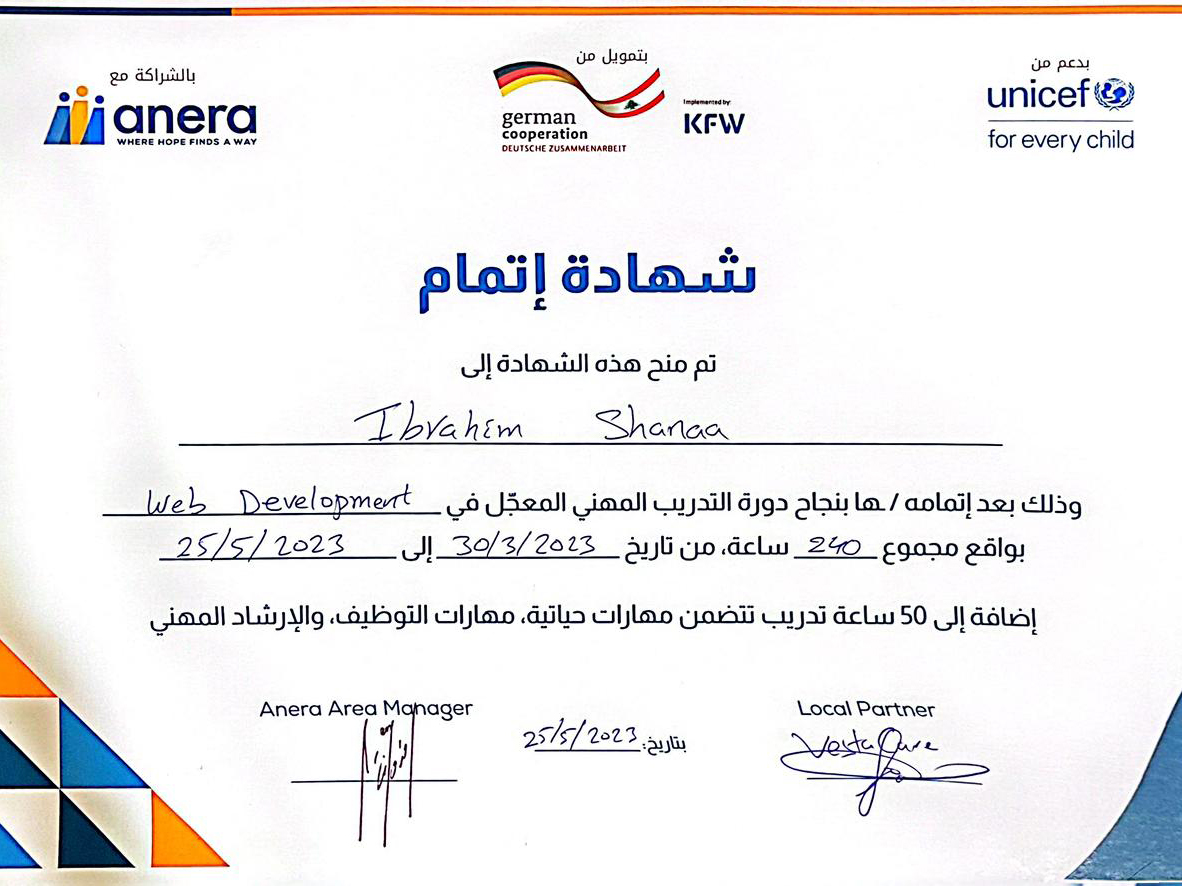 بالشراكة مع
anera
WHERE HOPE FINDS A WAY
بتمويل من
german
cooperation
DEUTSCHE ZUSAMMENARBEIT
Implemented by:
KFW
بدعم من
unicef
for every child
شهادة إتمام
تم منح هذه الشهادة إلى
Ibrahim Shanaa
وذلك بعد إتمامه / ـها بنجاح دورة التدريب المهني المعجّل في Web Development
بواقع مجموع 240 ساعة، من تاريخ 30/3/2023 إلى 25/5/2023
إضافة إلى 50 ساعة تدريب تتضمن مهارات حياتية، مهارات التوظيف، والإرشاد المهني
Anera Area Manager
بتاريخ: 25/5/2023
Local Partner